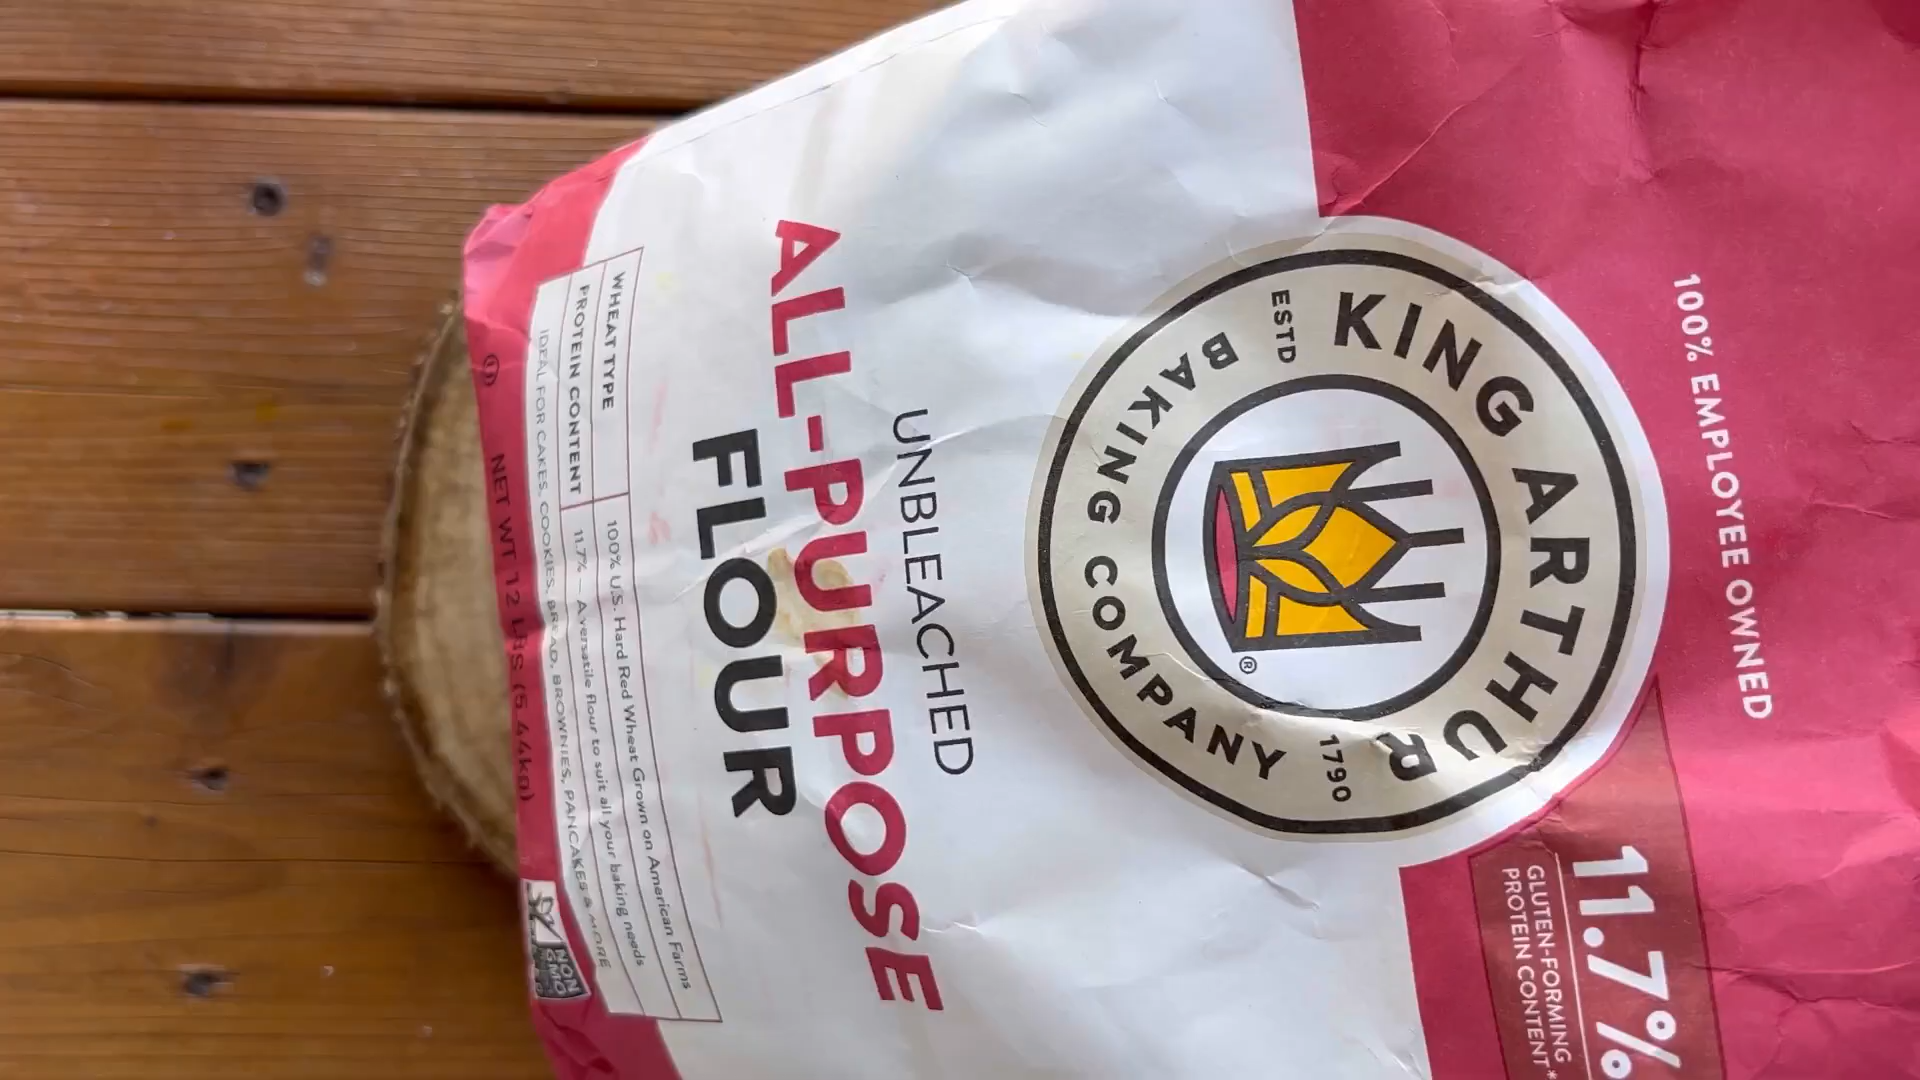 100% EMPLOYEE OWNED
KING ARTHUR
ESTD 1790
BAKING COMPANY
®
11.7%
GLUTEN-FORMING
PROTEIN CONTENT*
UNBLEACHED
ALL-PURPOSE
FLOUR
WHEAT TYPE 100% U.S. Hard Red Wheat Grown on American Farms
PROTEIN CONTENT 11.7% – A versatile flour to suit all your baking needs
IDEAL FOR CAKES, COOKIES, BREAD, BROWNIES, PANCAKES & MORE
U NET WT 12 LBS (5.44kg)
NON
GMO